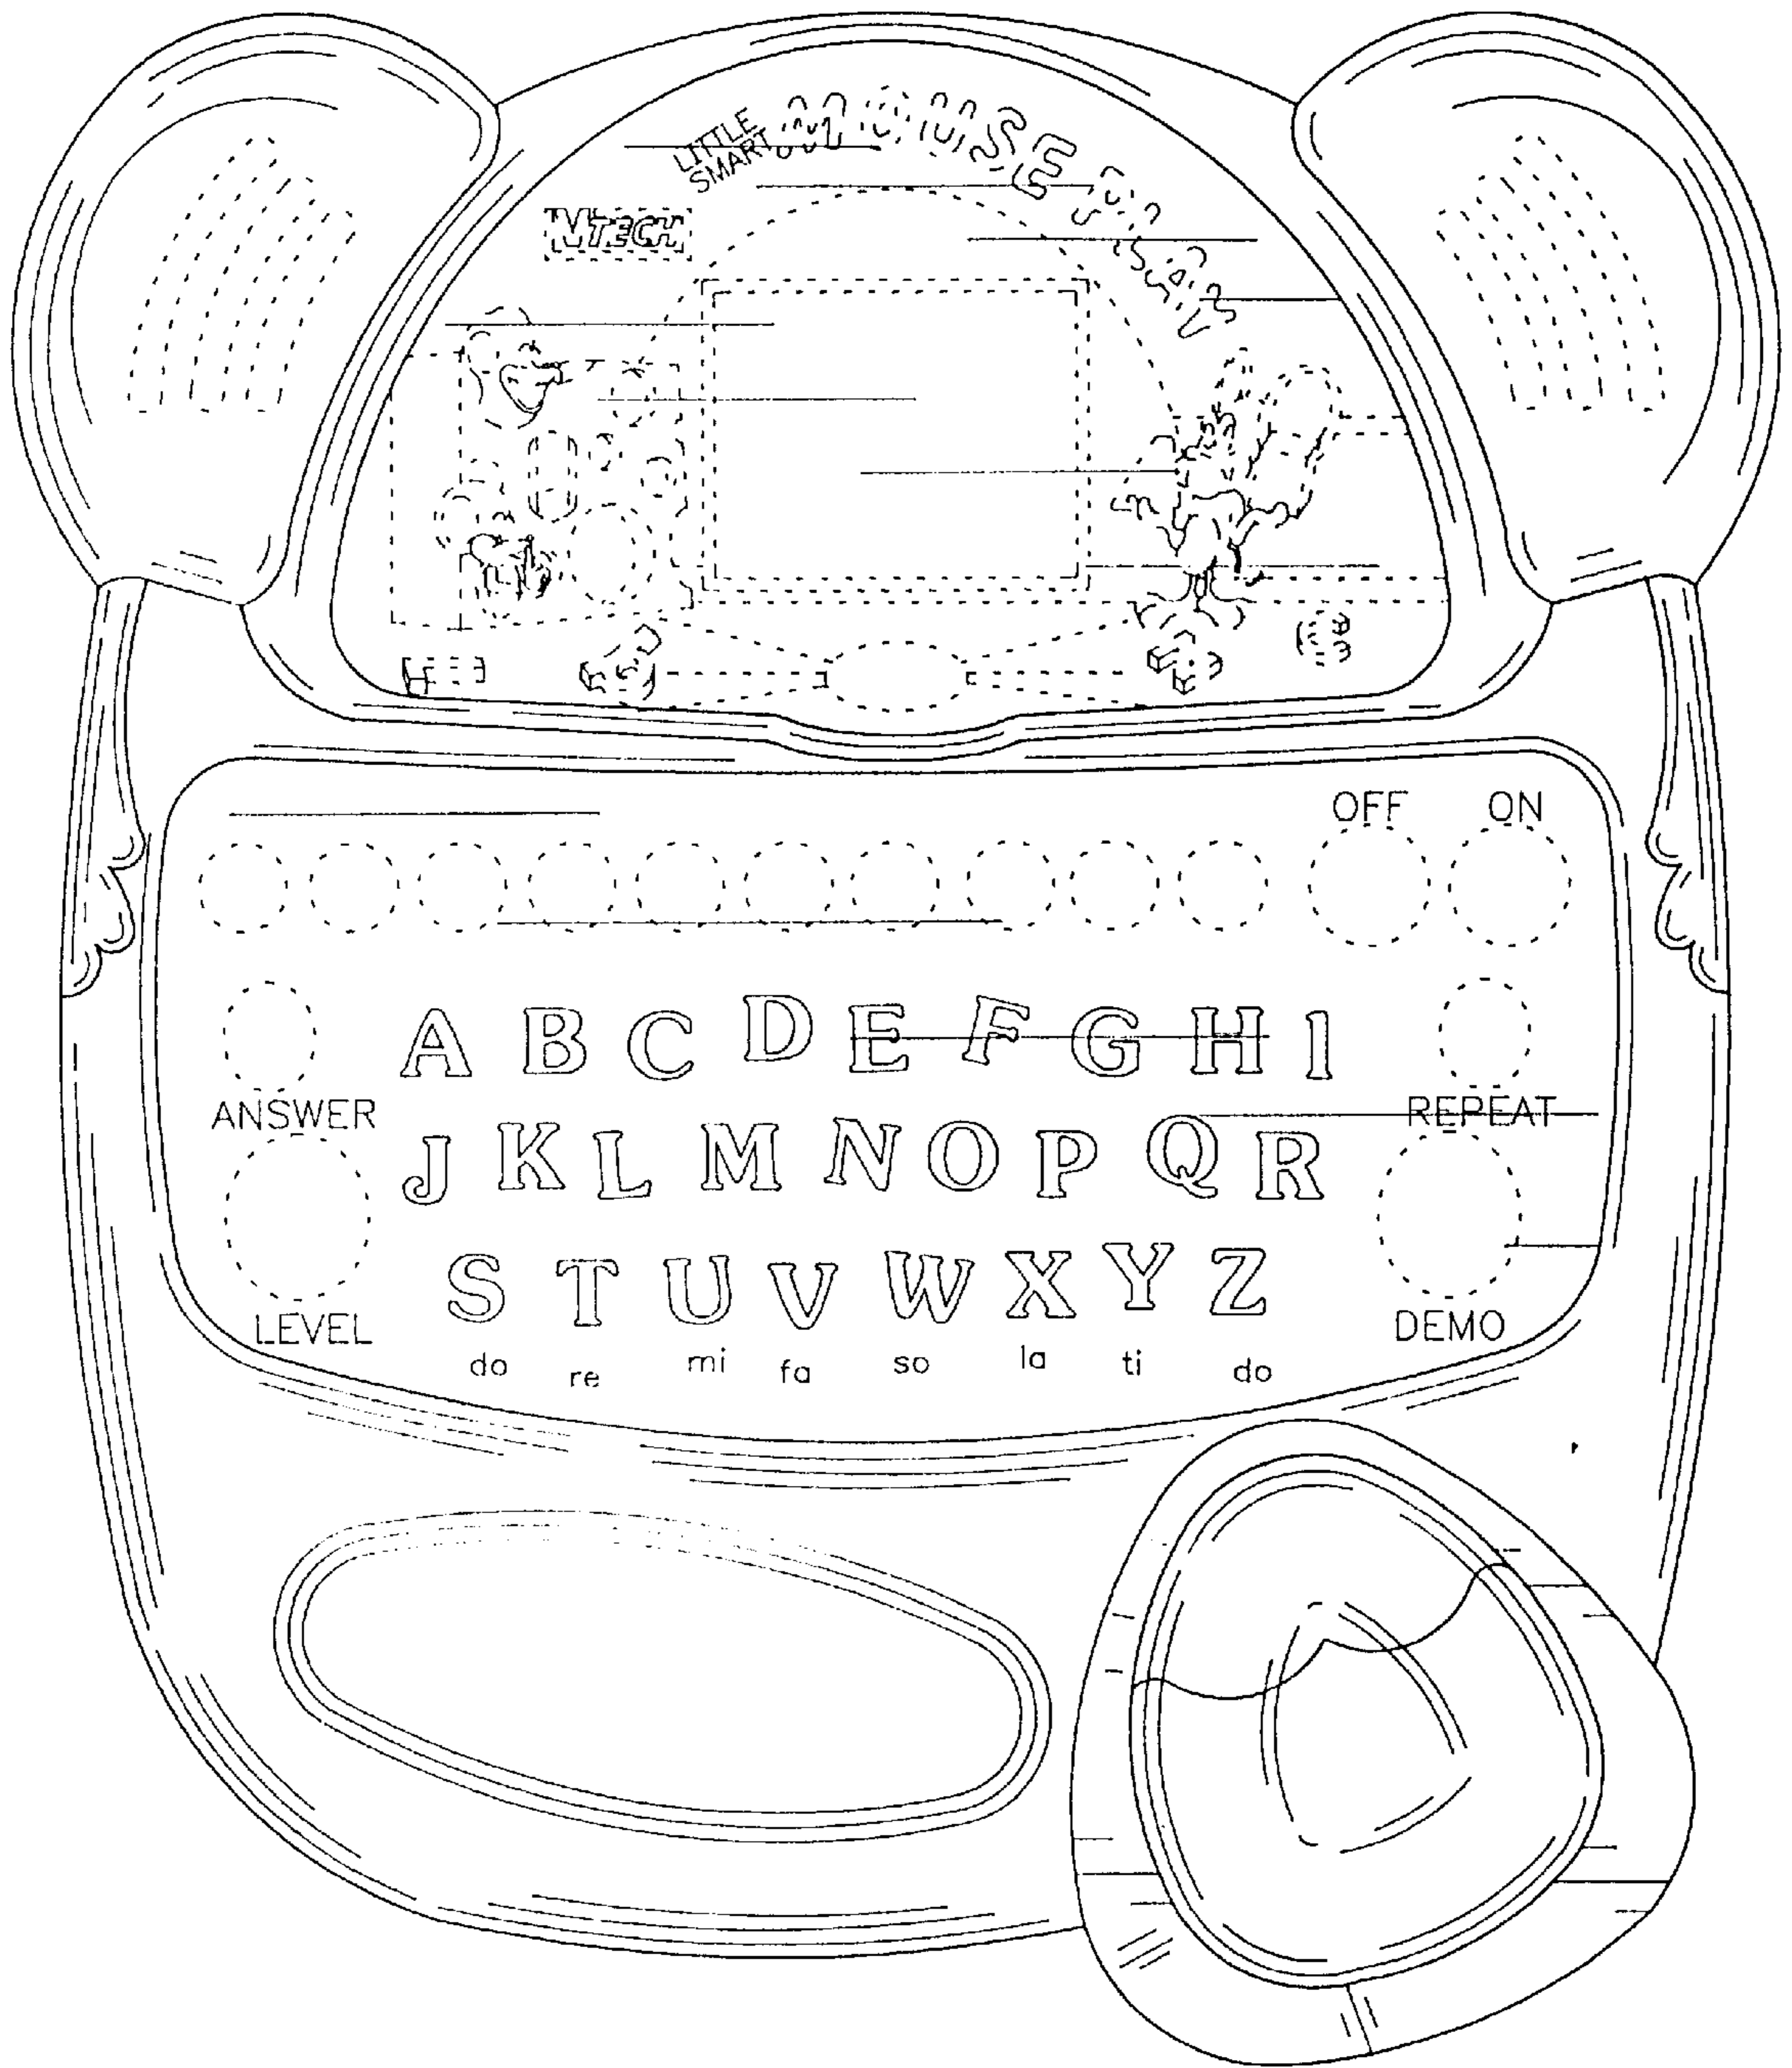 LITTLE
SMART MOUSE
VTECH
OFF ON
A B C D E F G H I
ANSWER REPEAT
J K L M N O P Q R
S T U V W X Y Z
LEVEL DEMO
do re mi fa so la ti do